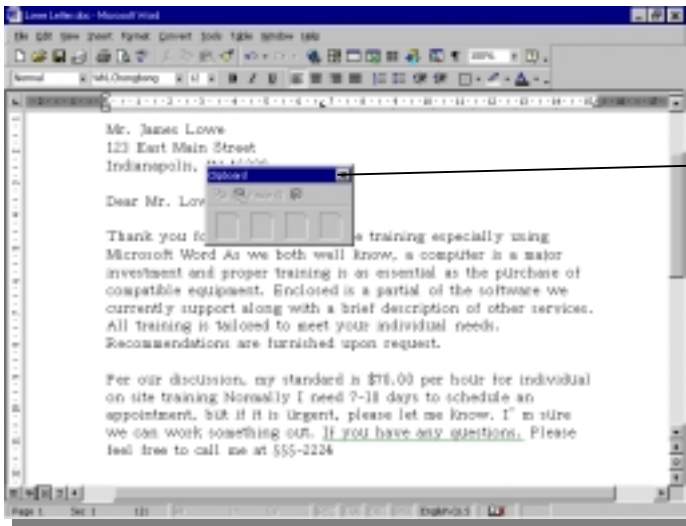 Lowe Letter.doc - Microsoft Word
File Edit View Insert Format Convert Tools Table Window Help
Normal
Mr. James Lowe
123 East Main Street
Indianapolis,
Clipboard
Dear Mr. Low
Thank you fo e training especially using
Microsoft Word As we both well know, a computer is a major
investment and proper training is as essential as the purchase of
compatible equipment. Enclosed is a partial of the software we
currently support along with a brief description of other services.
All training is tailored to meet your individual needs.
Recommendations are furnished upon request.
Per our discussion, my standard is $70.00 per hour for individual
on site training Normally I need 7-10 days to schedule an
appointment, but if it is urgent, please let me know. I'm sure
we can work something out. If you have any questions. Please
feel free to call me at 555-2224
Page 1 Sec 1 1/1 English U.S